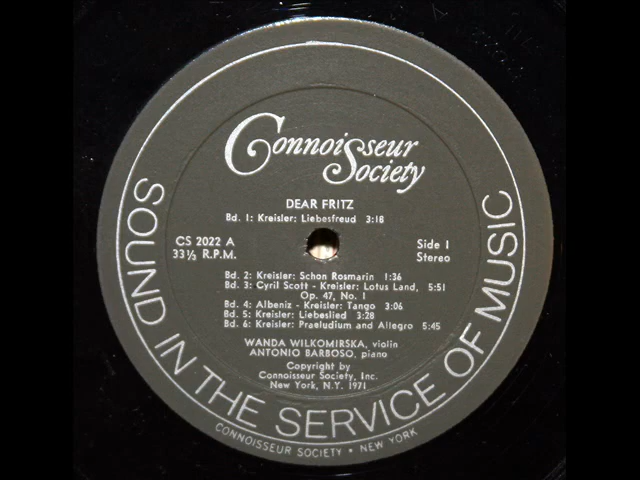 Connoisseur
Society
DEAR FRITZ
Bd. 1: Kreisler: Liebesfreud 3:18
CS 2022 A
33⅓ R.P.M.
Side 1
Stereo
Bd. 2: Kreisler: Schon Rosmarin 1:36
Bd. 3: Cyril Scott - Kreisler: Lotus Land, 5:51
Op. 47, No. 1
Bd. 4: Albeniz - Kreisler: Tango 3:06
Bd. 5: Kreisler: Liebeslied 3:28
Bd. 6: Kreisler: Praeludium and Allegro 5:45
WANDA WILKOMIRSKA, violin
ANTONIO BARBOSO, piano
Copyright by
Connoisseur Society, Inc.
New York, N.Y. 1971
SOUND IN THE SERVICE OF MUSIC
CONNOISSEUR SOCIETY • NEW YORK